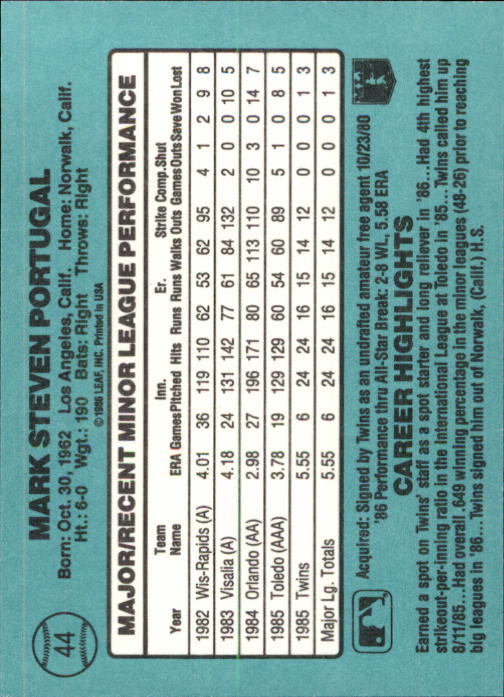 44
MARK STEVEN PORTUGAL
Born: Oct. 30, 1962 Los Angeles, Calif. Home: Norwalk, Calif.
Ht.: 6-0 Wgt.: 190 Bats: Right Throws: Right
© 1986 LEAF, INC. Printed in USA
MAJOR/RECENT MINOR LEAGUE PERFORMANCE
Team Inn. Er. Strike Comp. Shut
Year Name ERA Games Pitched Hits Runs Runs Walks Outs Games Outs Save Won Lost
1982 Wis-Rapids (A) 4.01 36 119 110 62 53 62 95 4 1 2 9 8
1983 Visalia (A) 4.18 24 131 142 77 61 84 132 2 0 0 10 5
1984 Orlando (AA) 2.98 27 196 171 80 65 113 110 10 3 0 14 7
1985 Toledo (AAA) 3.78 19 129 129 60 54 60 89 5 1 0 8 5
1985 Twins 5.55 6 24 24 16 15 14 12 0 0 0 1 3
Major Lg. Totals 5.55 6 24 24 16 15 14 12 0 0 0 1 3
Acquired: Signed by Twins as an undrafted amateur free agent 10/23/80
'86 Performance thru All-Star Break: 2-8 WL, 5.58 ERA
CAREER HIGHLIGHTS
Earned a spot on Twins' staff as a spot starter and long reliever in '86...Had 4th highest
strikeout-per-inning ratio in the International League at Toledo in '85...Twins called him up
8/11/85...Had overall .649 winning percentage in the minor leagues (48-26) prior to reaching
big leagues in '86...Twins signed him out of Norwalk, (Calif.) H.S.